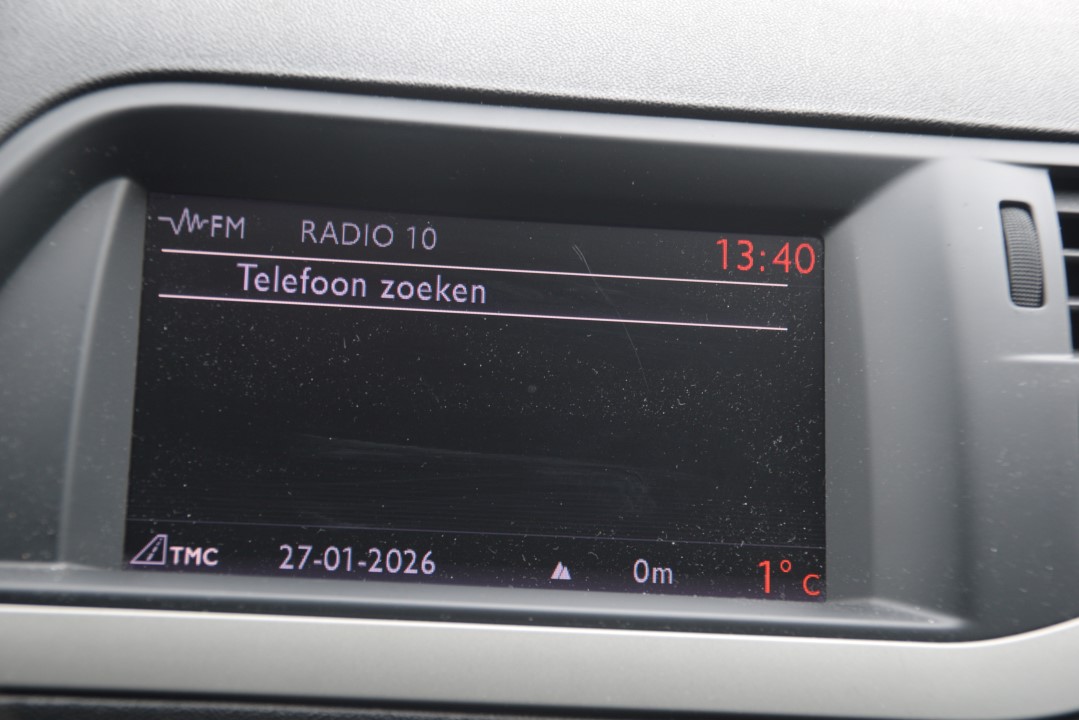 FM RADIO 10 13:40
Telefoon zoeken
TMC 27-01-2026 0m 1° c